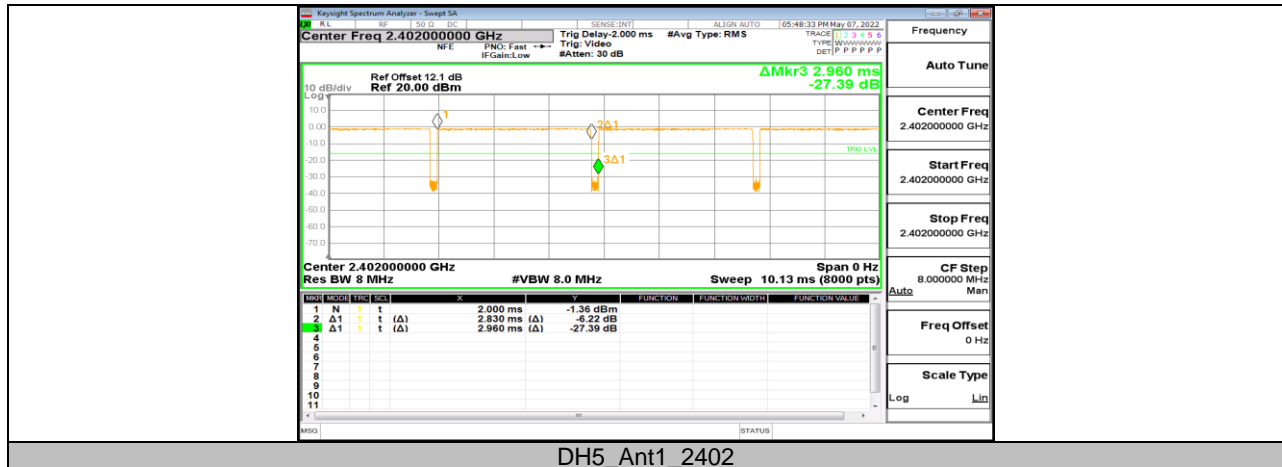 Keysight Spectrum Analyzer - Swept SA
RL RF 50 Ω DC SENSE:INT ALIGN AUTO 05:48:33 PM May 07, 2022
Center Freq 2.402000000 GHz
NFE PNO: Fast IFGain:Low
Trig Delay-2.000 ms #Avg Type: RMS
Trig: Video
#Atten: 30 dB
TRACE 1 2 3 4 5 6
TYPE WWWWWW
DET P P P P P P
Frequency
Auto Tune
Center Freq
2.402000000 GHz
Start Freq
2.402000000 GHz
Stop Freq
2.402000000 GHz
CF Step
8.000000 MHz
Auto Man
Freq Offset
0 Hz
Scale Type
Log Lin
ΔMkr3 2.960 ms
-27.39 dB
Ref Offset 12.1 dB
10 dB/div Ref 20.00 dBm
Log
10.0
0.00
-10.0
-20.0
-30.0
-40.0
-50.0
-60.0
-70.0
1
2Δ1
3Δ1
TRIG LVL
Center 2.402000000 GHz Span 0 Hz
Res BW 8 MHz #VBW 8.0 MHz Sweep 10.13 ms (8000 pts)
MKR MODE TRC SCL X Y FUNCTION FUNCTION WIDTH FUNCTION VALUE
1 N 1 t 2.000 ms -1.36 dBm
2 Δ1 1 t (Δ) 2.830 ms (Δ) -6.22 dB
3 Δ1 1 t (Δ) 2.960 ms (Δ) -27.39 dB
4
5
6
7
8
9
10
11
MSG STATUS
DH5_Ant1_2402